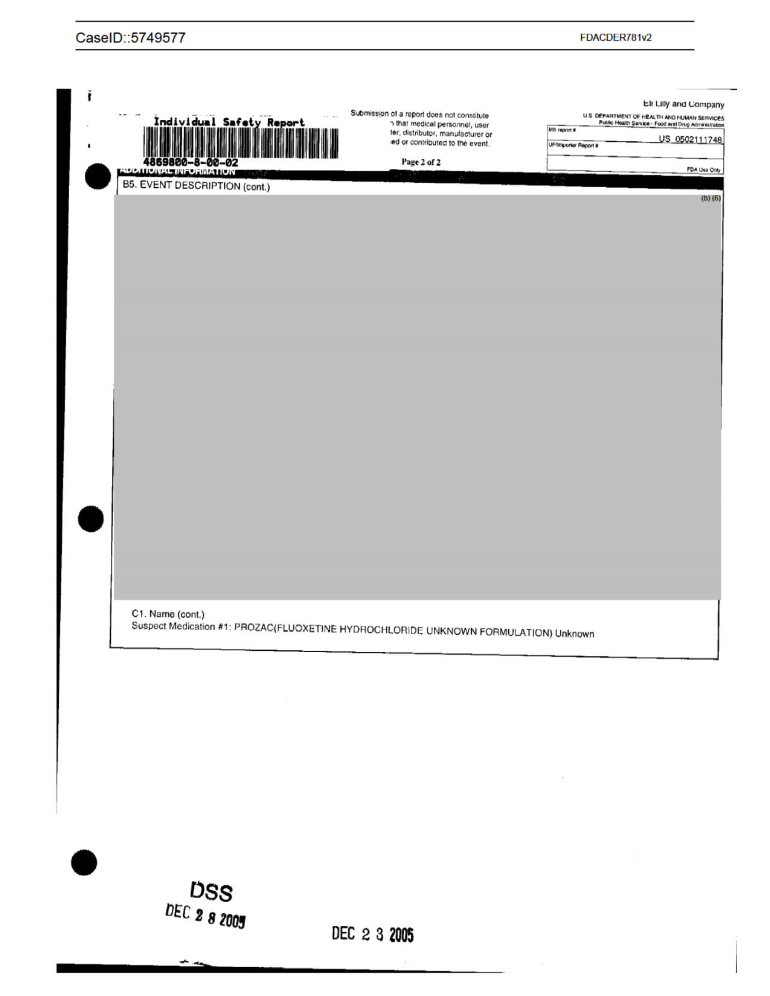 CaseID::5749577
FDACDER781v2
Eli Lilly and Company
U.S. DEPARTMENT OF HEALTH AND HUMAN SERVICES
Public Health Service - Food and Drug Administration
Individual Safety Report
4869800-8-00-02
Submission of a report does not constitute
that medical personnel, user
distributor, manufacturer or
or contributed to the event.
Page 2 of 2
Mfr report #
US_0502111748
UF/Importer Report #
FDA Use Only
ADDITIONAL INFORMATION
B5. EVENT DESCRIPTION (cont.)
(b) (6)
C1. Name (cont.)
Suspect Medication #1: PROZAC(FLUOXETINE HYDROCHLORIDE UNKNOWN FORMULATION) Unknown
DSS
DEC 2 8 2005
DEC 2 3 2005